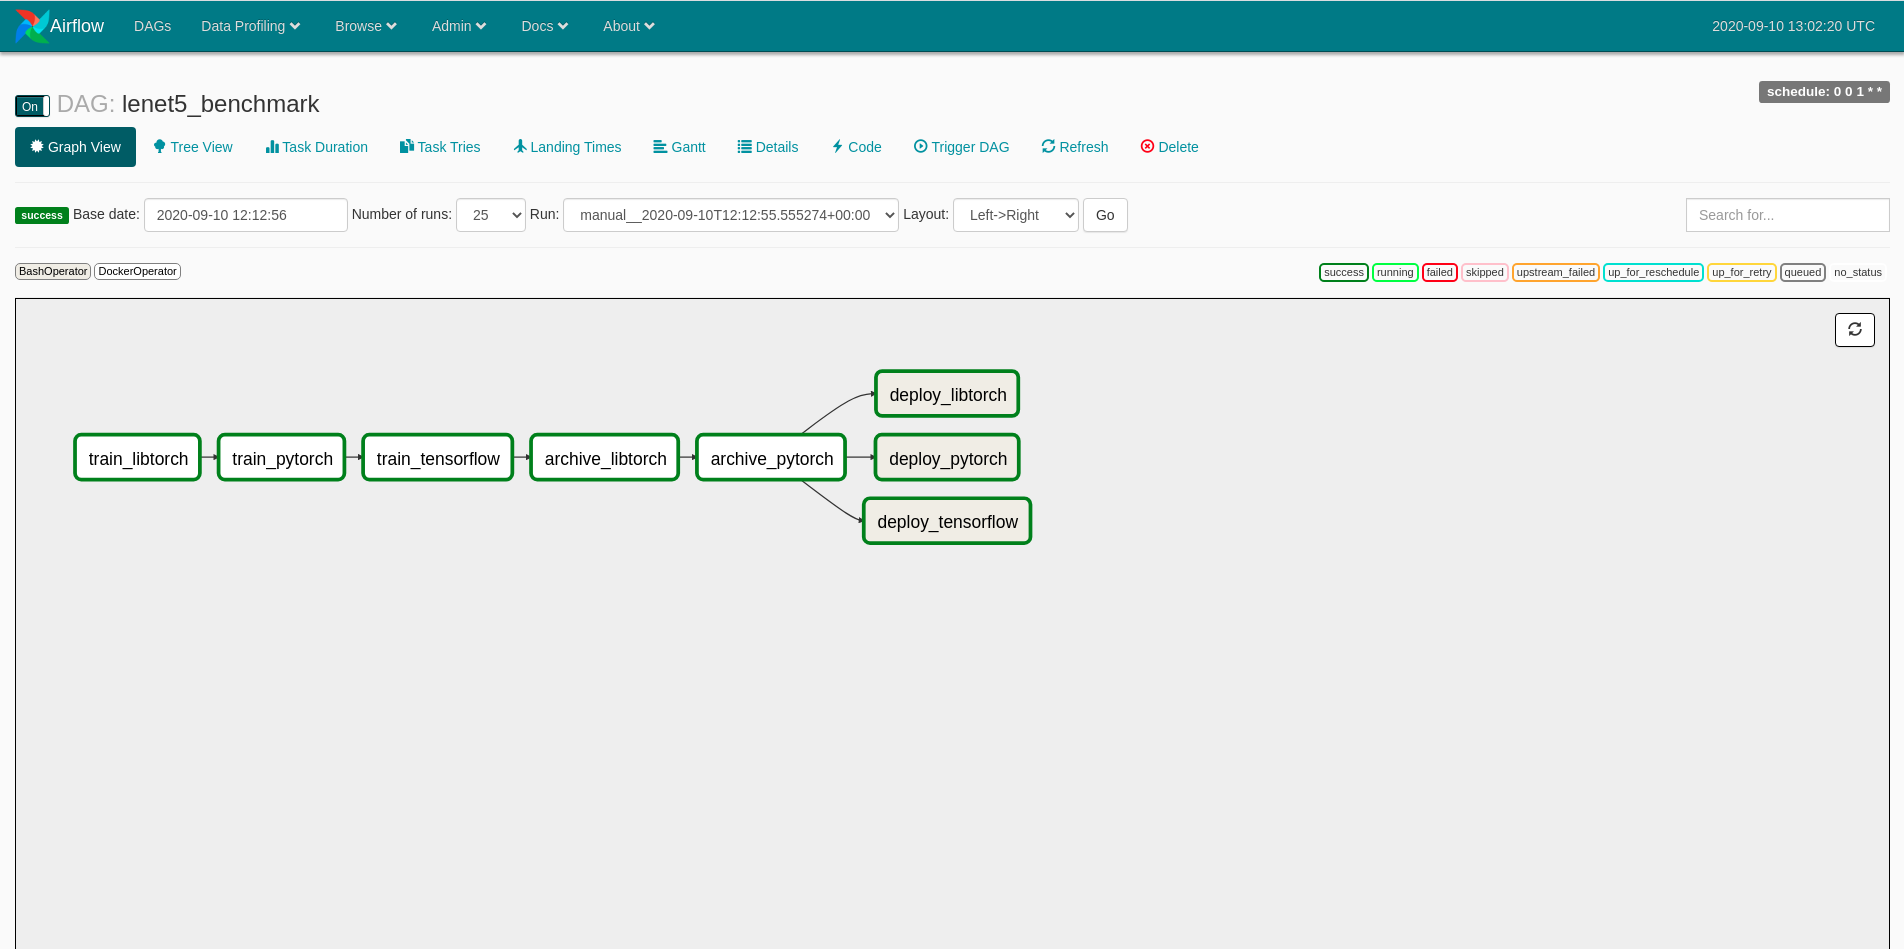 Airflow DAGs Data Profiling Browse Admin Docs About 2020-09-10 13:02:20 UTC
On DAG: lenet5_benchmark schedule: 0 0 1 * *
Graph View Tree View Task Duration Task Tries Landing Times Gantt Details Code Trigger DAG Refresh Delete
success Base date: 2020-09-10 12:12:56 Number of runs: 25 Run: manual__2020-09-10T12:12:55.555274+00:00 Layout: Left->Right Go Search for...
BashOperator DockerOperator success running failed skipped upstream_failed up_for_reschedule up_for_retry queued no_status
deploy_libtorch
train_libtorch train_pytorch train_tensorflow archive_libtorch archive_pytorch deploy_pytorch
deploy_tensorflow